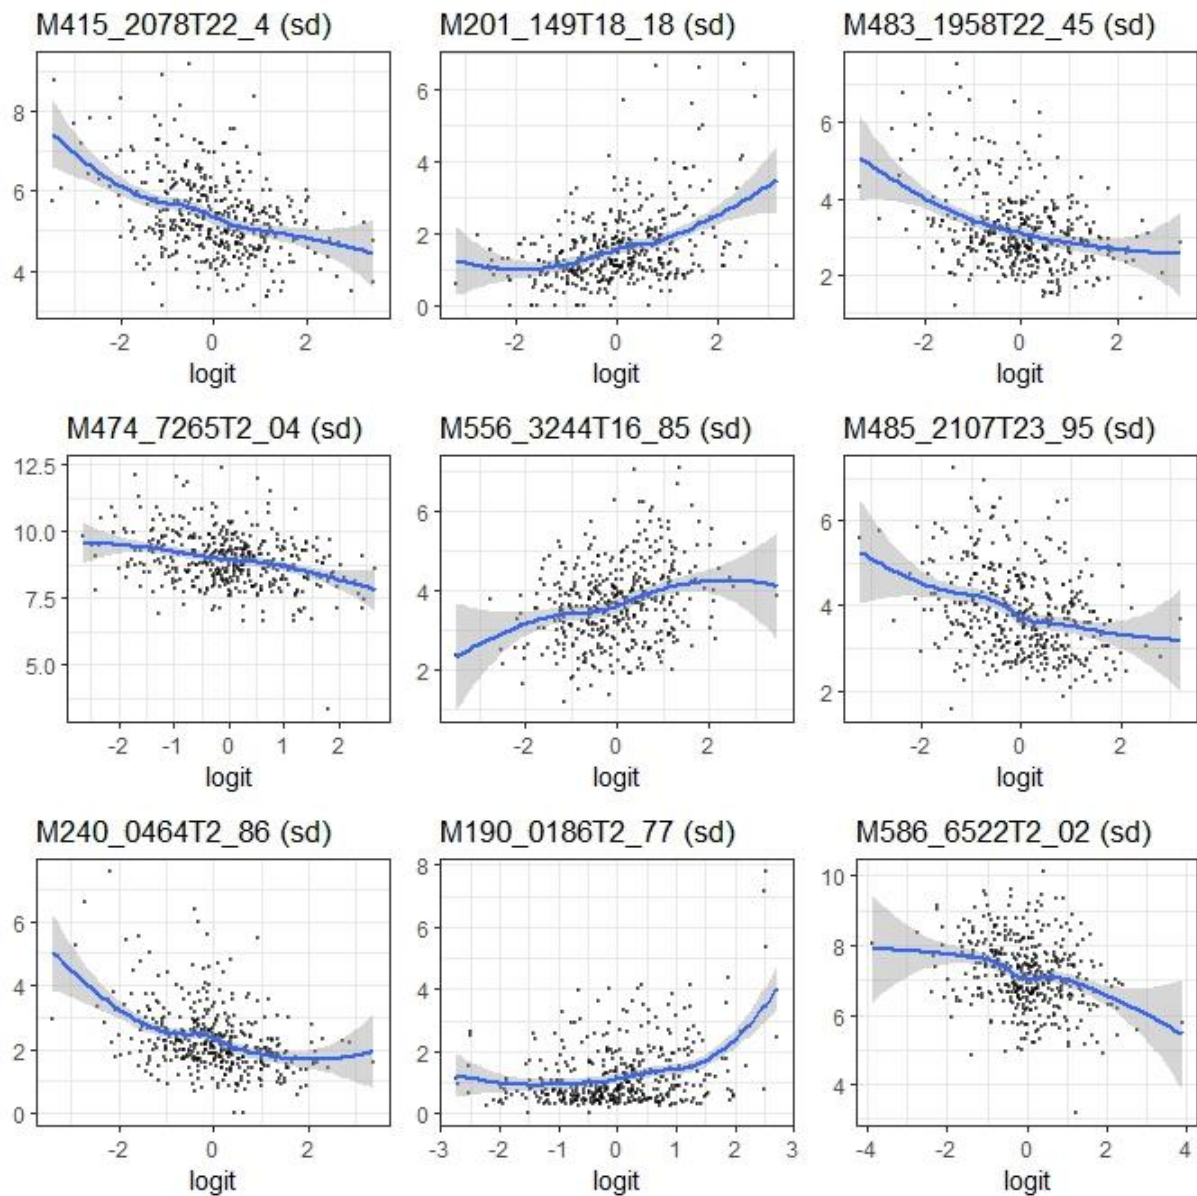 M415_2078T22_4 (sd)
8
6
4
-2 0 2
logit
M201_149T18_18 (sd)
6
4
2
0
-2 0 2
logit
M483_1958T22_45 (sd)
6
4
2
-2 0 2
logit
M474_7265T2_04 (sd)
12.5
10.0
7.5
5.0
-2 -1 0 1 2
logit
M556_3244T16_85 (sd)
6
4
2
-2 0 2
logit
M485_2107T23_95 (sd)
6
4
2
-2 0 2
logit
M240_0464T2_86 (sd)
6
4
2
0
-2 0 2
logit
M190_0186T2_77 (sd)
8
6
4
2
0
-3 -2 -1 0 1 2 3
logit
M586_6522T2_02 (sd)
10
8
6
4
-4 -2 0 2 4
logit